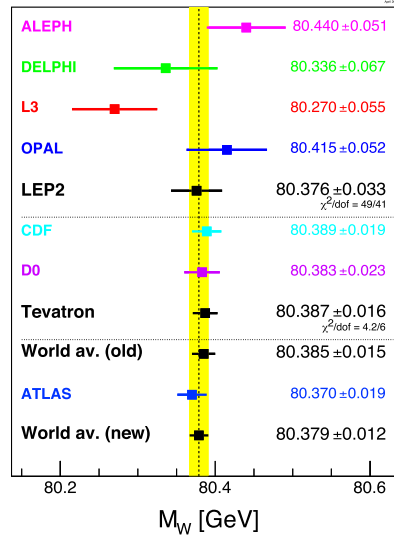 ALEPH 80.440±0.051
DELPHI 80.336±0.067
L3 80.270±0.055
OPAL 80.415±0.052
LEP2 80.376±0.033
χ²/dof = 49/41
CDF 80.389±0.019
D0 80.383±0.023
Tevatron 80.387±0.016
χ²/dof = 4.2/6
World av. (old) 80.385±0.015
ATLAS 80.370±0.019
World av. (new) 80.379±0.012
80.2 80.4 80.6
M_W [GeV]